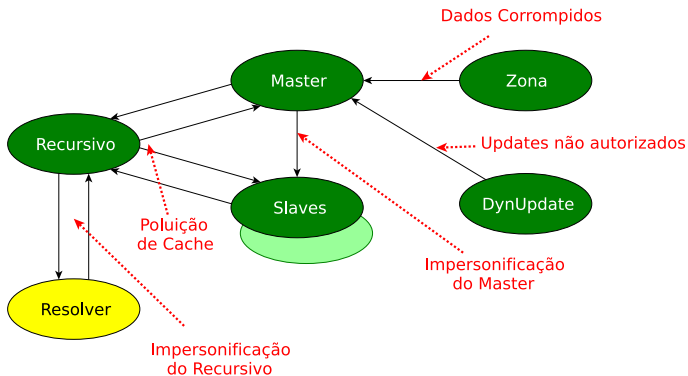 Dados Corrompidos
Master
Zona
Recursivo
Updates não autorizados
Poluição
de Cache
Slaves
DynUpdate
Impersonificação
do Master
Resolver
Impersonificação
do Recursivo